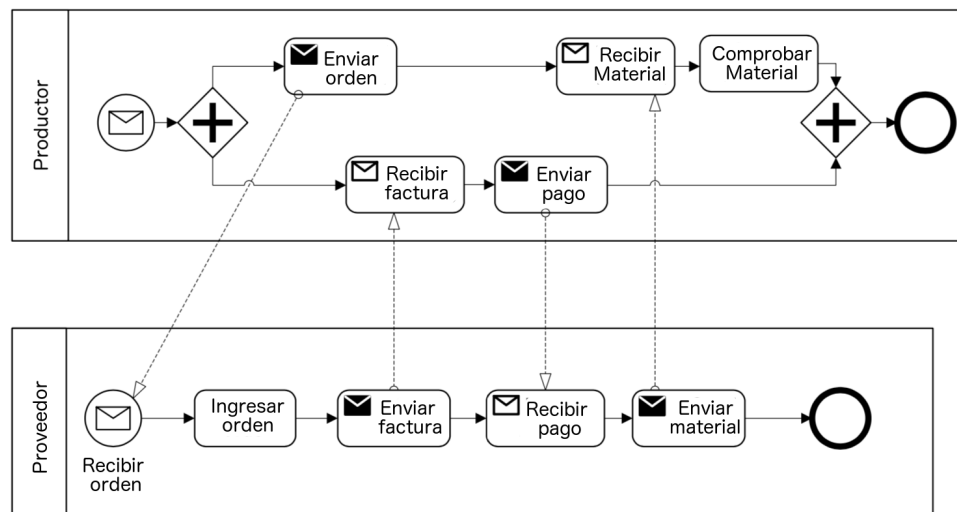 Productor
Enviar
orden
Recibir
Material
Comprobar
Material
Recibir
factura
Enviar
pago
Proveedor
Recibir
orden
Ingresar
orden
Enviar
factura
Recibir
pago
Enviar
material